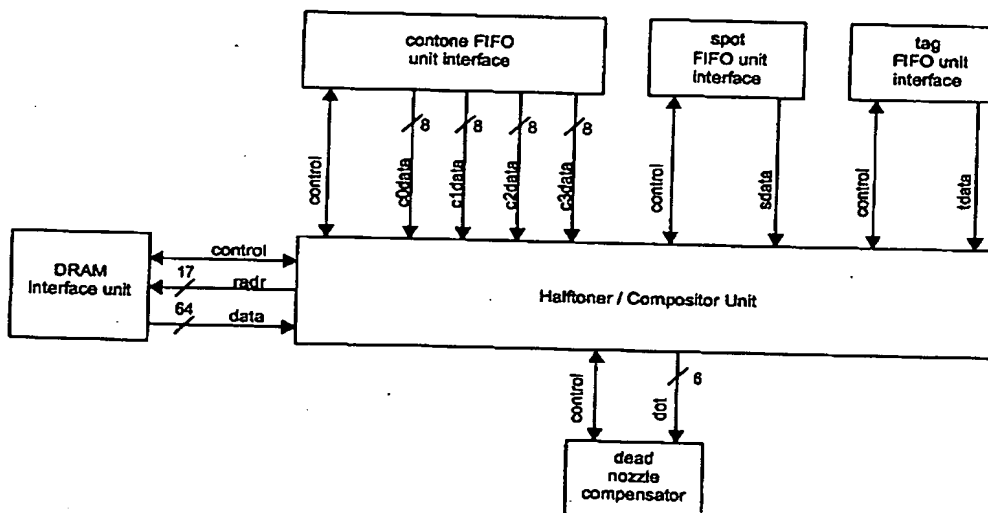 contone FIFO
unit interface
spot
FIFO unit
interface
tag
FIFO unit
interface
control
8
c0data
8
c1data
8
c2data
8
c3data
control
sdata
control
tdata
DRAM
Interface unit
control
17
radr
64
data
Halftoner / Compositor Unit
control
6
dot
dead
nozzle
compensator